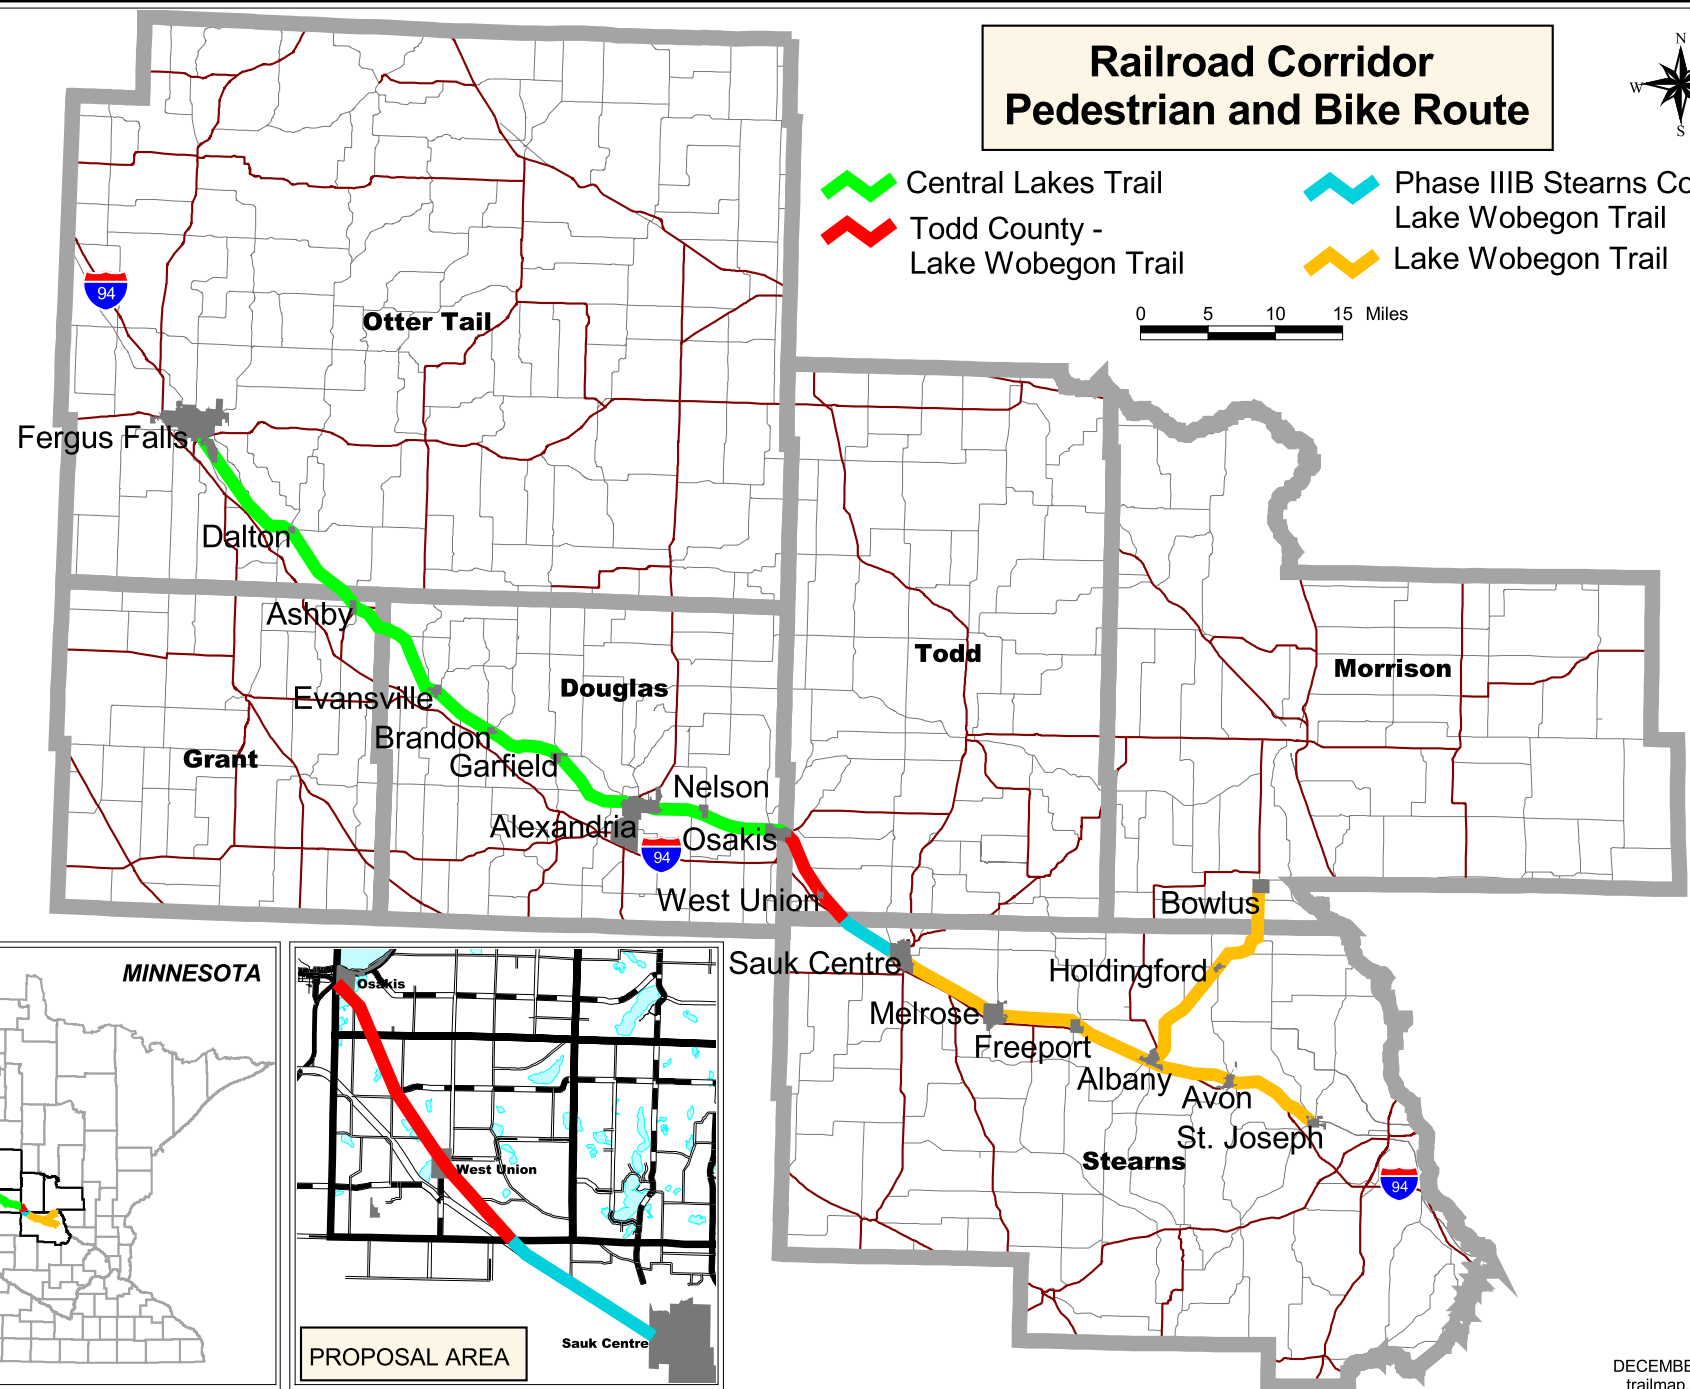 Railroad Corridor
Pedestrian and Bike Route
N
W
S
Central Lakes Trail
Todd County -
Lake Wobegon Trail
Phase IIIB Stearns Co
Lake Wobegon Trail
Lake Wobegon Trail
0 5 10 15 Miles
94
Otter Tail
Fergus Falls
Dalton
Ashby
Todd
Morrison
Evansville
Douglas
Brandon
Grant
Garfield
Nelson
Alexandria
Osakis
94
West Union
Bowlus
Sauk Centre
Holdingford
Melrose
Freeport
Albany
Avon
St. Joseph
Stearns
94
MINNESOTA
Osakis
West Union
Sauk Centre
PROPOSAL AREA
DECEMBE
trailmap.